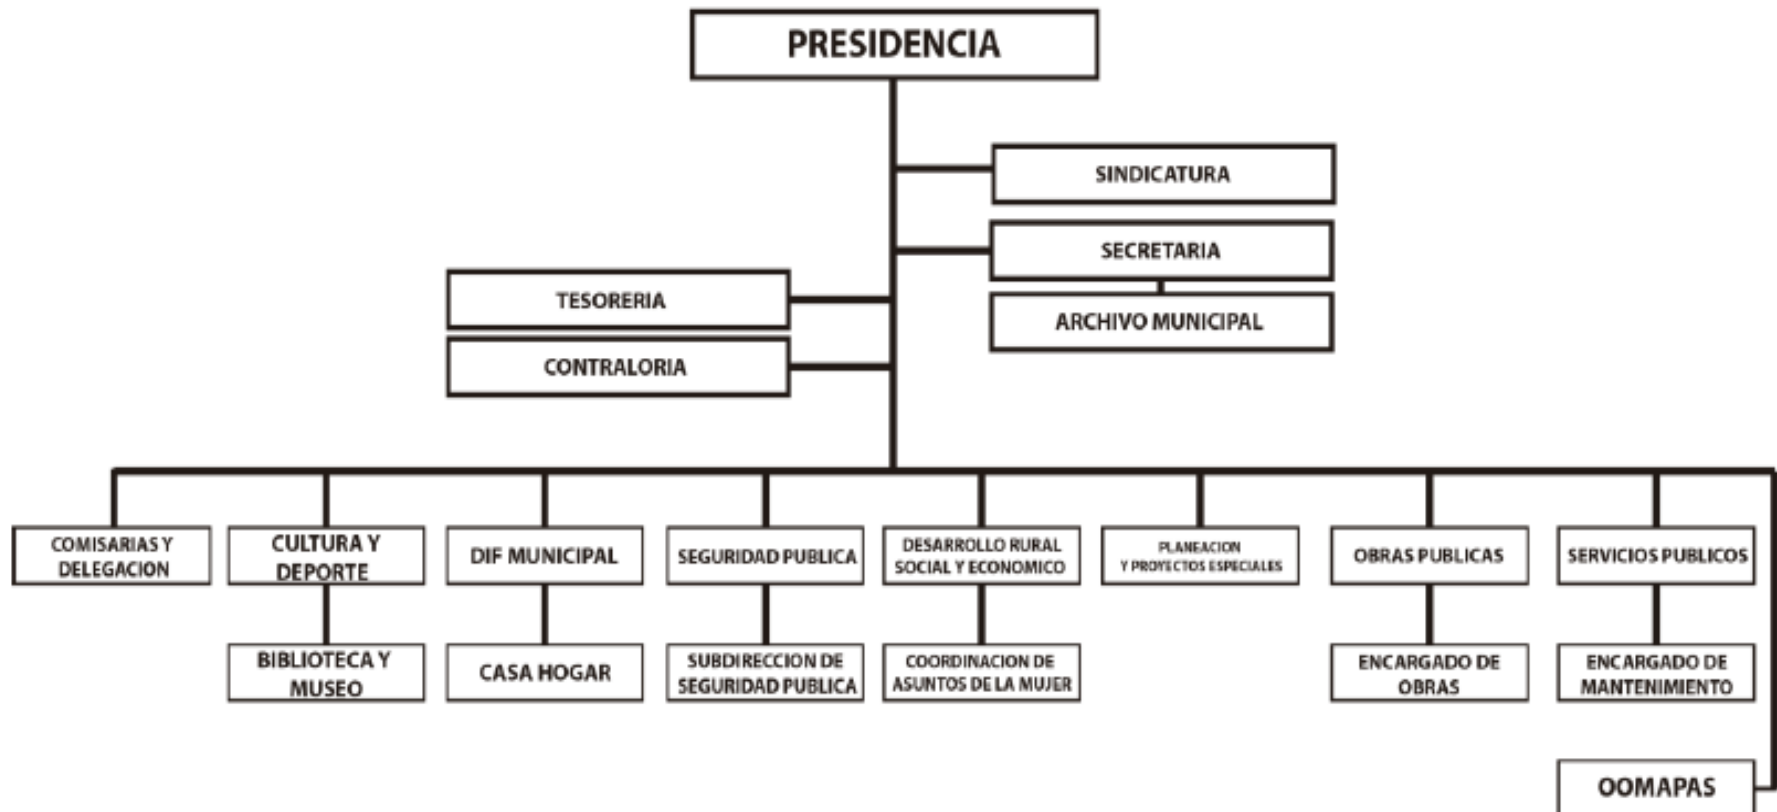 PRESIDENCIA
SINDICATURA
SECRETARIA
TESORERIA
ARCHIVO MUNICIPAL
CONTRALORIA
COMISARIAS Y
DELEGACION
CULTURA Y
DEPORTE
DIF MUNICIPAL
SEGURIDAD PUBLICA
DESARROLLO RURAL
SOCIAL Y ECONOMICO
PLANEACION
Y PROYECTOS ESPECIALES
OBRAS PUBLICAS
SERVICIOS PUBLICOS
BIBLIOTECA Y
MUSEO
CASA HOGAR
SUBDIRECCION DE
SEGURIDAD PUBLICA
COORDINACION DE
ASUNTOS DE LA MUJER
ENCARGADO DE
OBRAS
ENCARGADO DE
MANTENIMIENTO
OOMAPAS